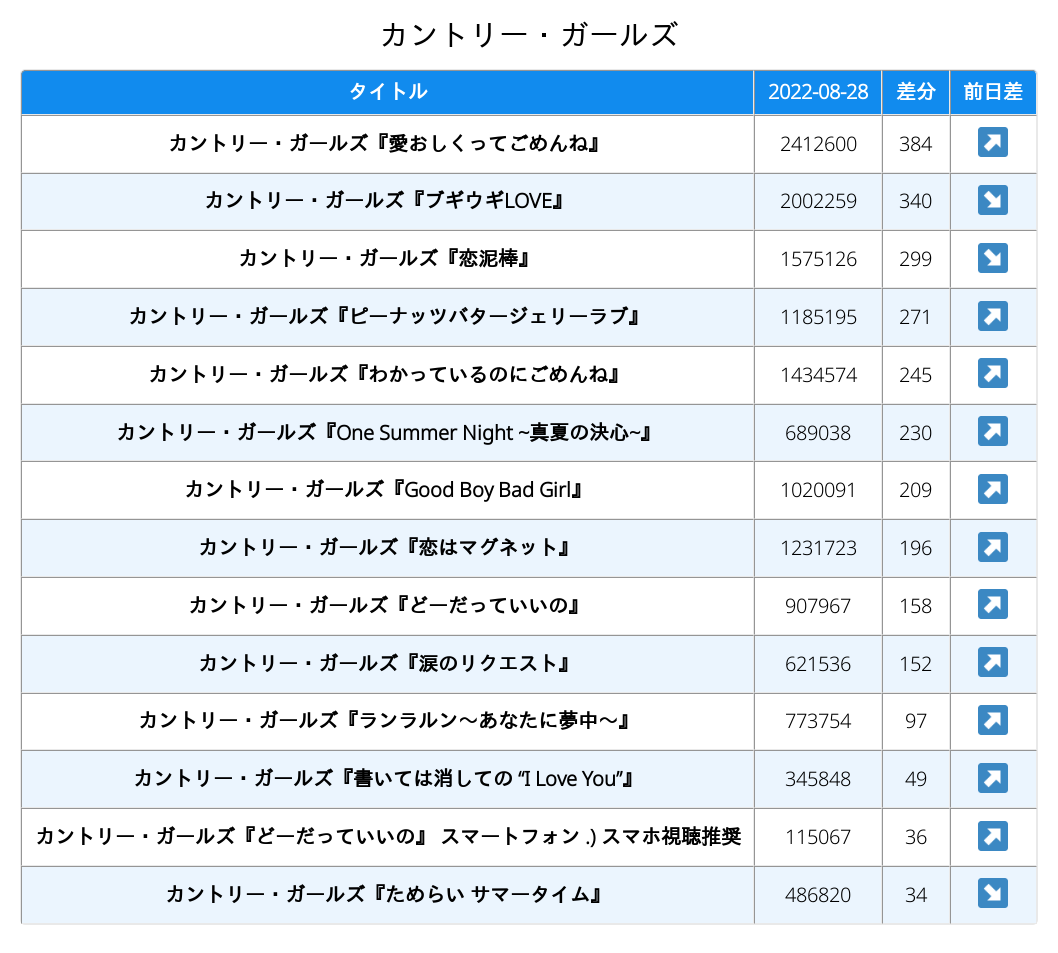 カントリー・ガールズ
タイトル 2022-08-28 差分 前日差
カントリー・ガールズ『愛おしくってごめんね』 2412600 384
カントリー・ガールズ『ブギウギLOVE』 2002259 340
カントリー・ガールズ『恋泥棒』 1575126 299
カントリー・ガールズ『ピーナッツバタージェリーラブ』 1185195 271
カントリー・ガールズ『わかっているのにごめんね』 1434574 245
カントリー・ガールズ『One Summer Night ~真夏の決心~』 689038 230
カントリー・ガールズ『Good Boy Bad Girl』 1020091 209
カントリー・ガールズ『恋はマグネット』 1231723 196
カントリー・ガールズ『どーだっていいの』 907967 158
カントリー・ガールズ『涙のリクエスト』 621536 152
カントリー・ガールズ『ランラルン〜あなたに夢中〜』 773754 97
カントリー・ガールズ『書いては消しての “I Love You”』 345848 49
カントリー・ガールズ『どーだっていいの』 スマートフォン .) スマホ視聴推奨 115067 36
カントリー・ガールズ『ためらい サマータイム』 486820 34